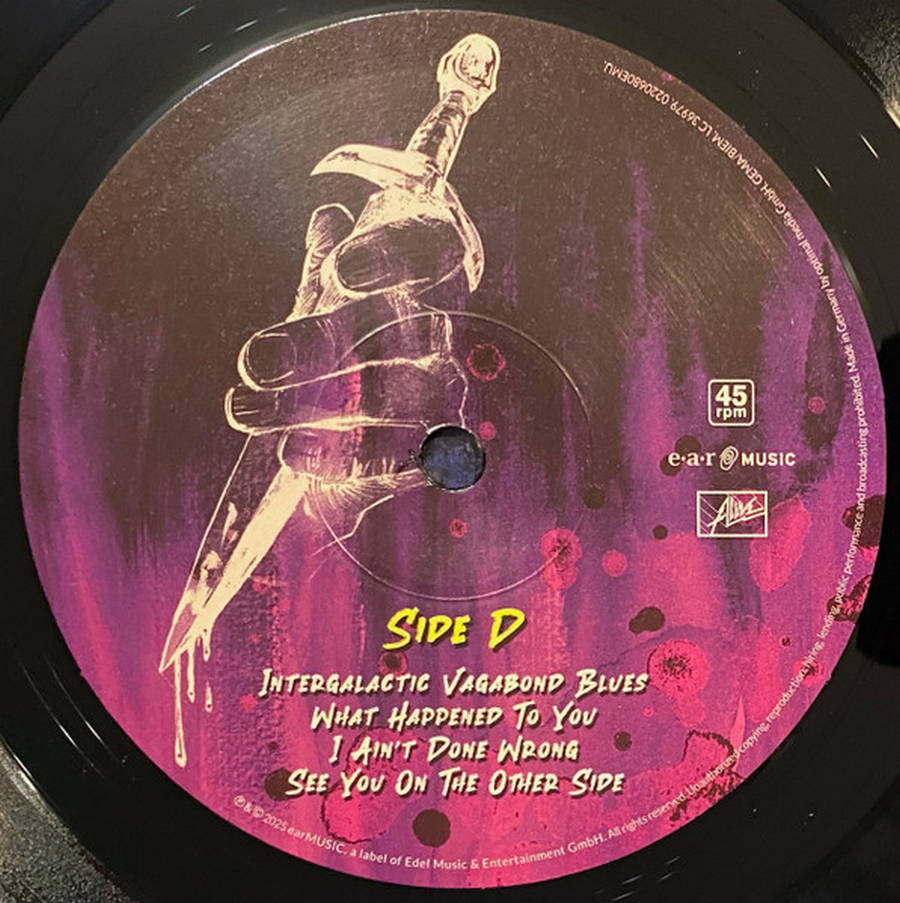 45
rpm
e·a·r MUSIC
ALIVE
SIDE D
INTERGALACTIC VAGABOND BLUES
WHAT HAPPENED TO YOU
I AIN'T DONE WRONG
SEE YOU ON THE OTHER SIDE
℗ & © 2025 earMUSIC, a label of Edel Music & Entertainment GmbH. All rights reserved. Unauthorized copying, reproduction, hiring, lending, public performance and broadcasting prohibited. Made in Germany by optimal media GmbH. GEMA/BIEM, LC 36979. 0220680EMU.